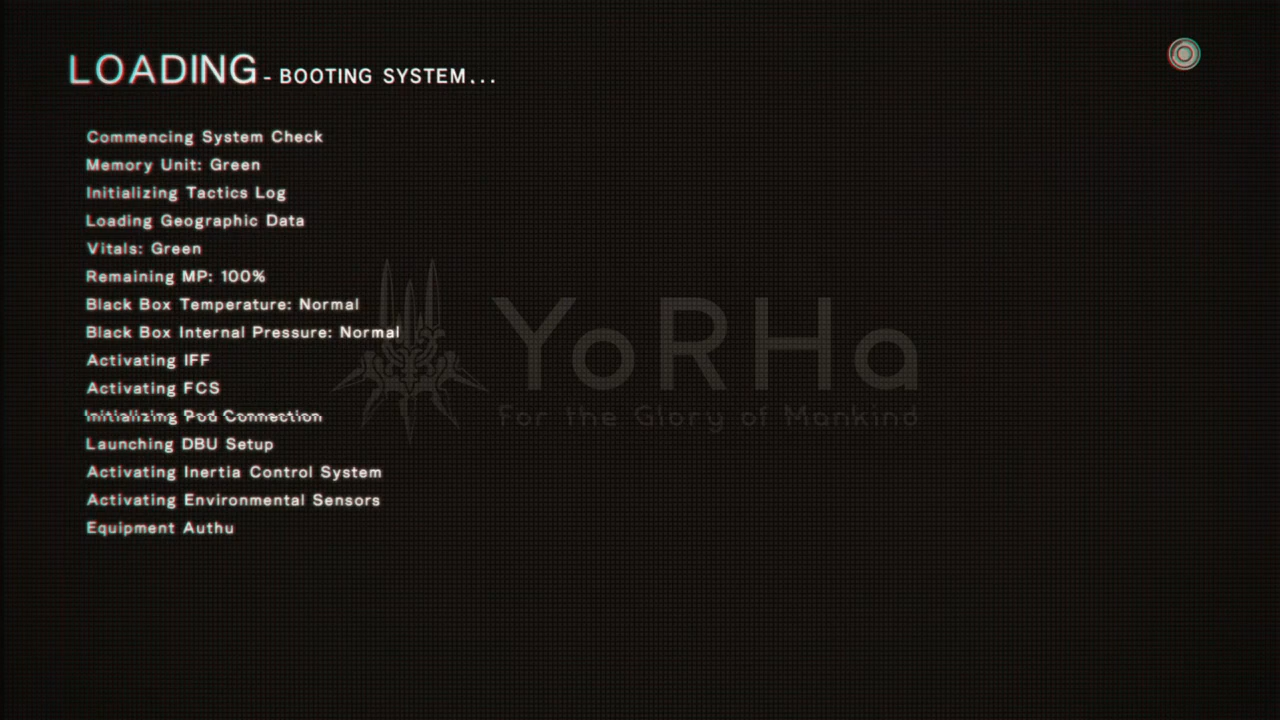 LOADING - BOOTING SYSTEM...
Commencing System Check
Memory Unit: Green
Initializing Tactics Log
Loading Geographic Data
Vitals: Green
Remaining MP: 100%
Black Box Temperature: Normal
Black Box Internal Pressure: Normal
Activating IFF
Activating FCS
Initializing Pod Connection
Launching DBU Setup
Activating Inertia Control System
Activating Environmental Sensors
Equipment Authu
YoRHa
For the Glory of Mankind